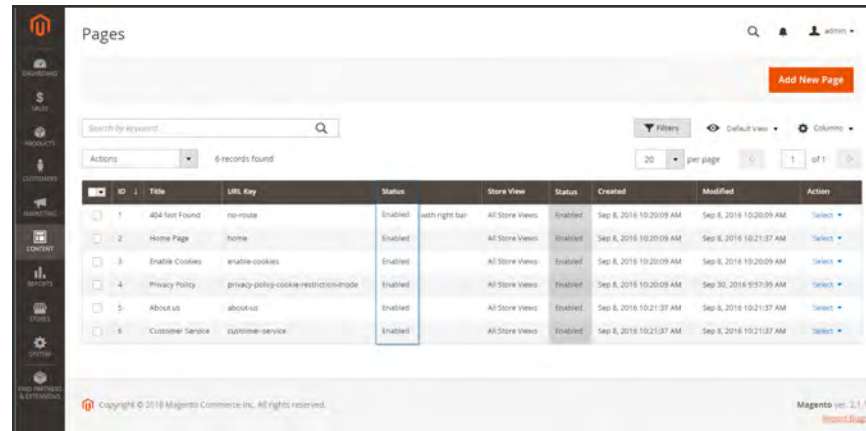 Pages
admin
DASHBOARD
SALES
PRODUCTS
CUSTOMERS
MARKETING
CONTENT
REPORTS
STORES
SYSTEM
FIND PARTNERS
& EXTENSIONS
Add New Page
Search by keyword
Filters Default View Columns
Actions 6 records found 20 per page 1 of 1
ID ↓ Title URL Key Status Store View Status Created Modified Action
1 404 Not Found no-route Enabled with right bar All Store Views Enabled Sep 8, 2016 10:20:09 AM Sep 8, 2016 10:20:09 AM Select
2 Home Page home Enabled All Store Views Enabled Sep 8, 2016 10:20:09 AM Sep 8, 2016 10:21:37 AM Select
3 Enable Cookies enable-cookies Enabled All Store Views Enabled Sep 8, 2016 10:20:09 AM Sep 8, 2016 10:20:09 AM Select
4 Privacy Policy privacy-policy-cookie-restriction-mode Enabled All Store Views Enabled Sep 8, 2016 10:20:09 AM Sep 30, 2016 9:57:39 AM Select
5 About us about-us Enabled All Store Views Enabled Sep 8, 2016 10:21:37 AM Sep 8, 2016 10:21:37 AM Select
6 Customer Service customer-service Enabled All Store Views Enabled Sep 8, 2016 10:21:37 AM Sep 8, 2016 10:21:37 AM Select
Copyright © 2016 Magento Commerce Inc. All rights reserved.
Magento ver. 2.1.1
Report Bugs